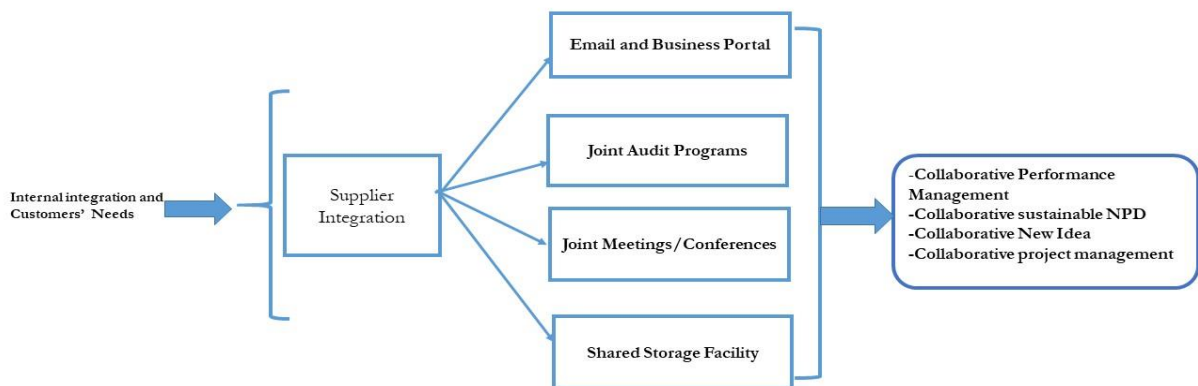 Internal integration and
Customers’ Needs
Supplier
Integration
Email and Business Portal
Joint Audit Programs
Joint Meetings/Conferences
Shared Storage Facility
-Collaborative Performance
Management
-Collaborative sustainable NPD
-Collaborative New Idea
-Collaborative project management